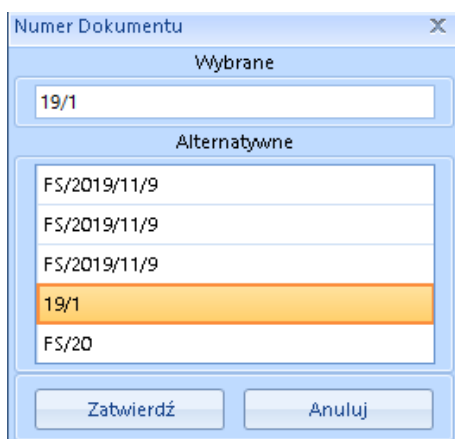 Numer Dokumentu
Wybrane
19/1
Alternatywne
FS/2019/11/9
FS/2019/11/9
FS/2019/11/9
19/1
FS/20
Zatwierdź Anuluj